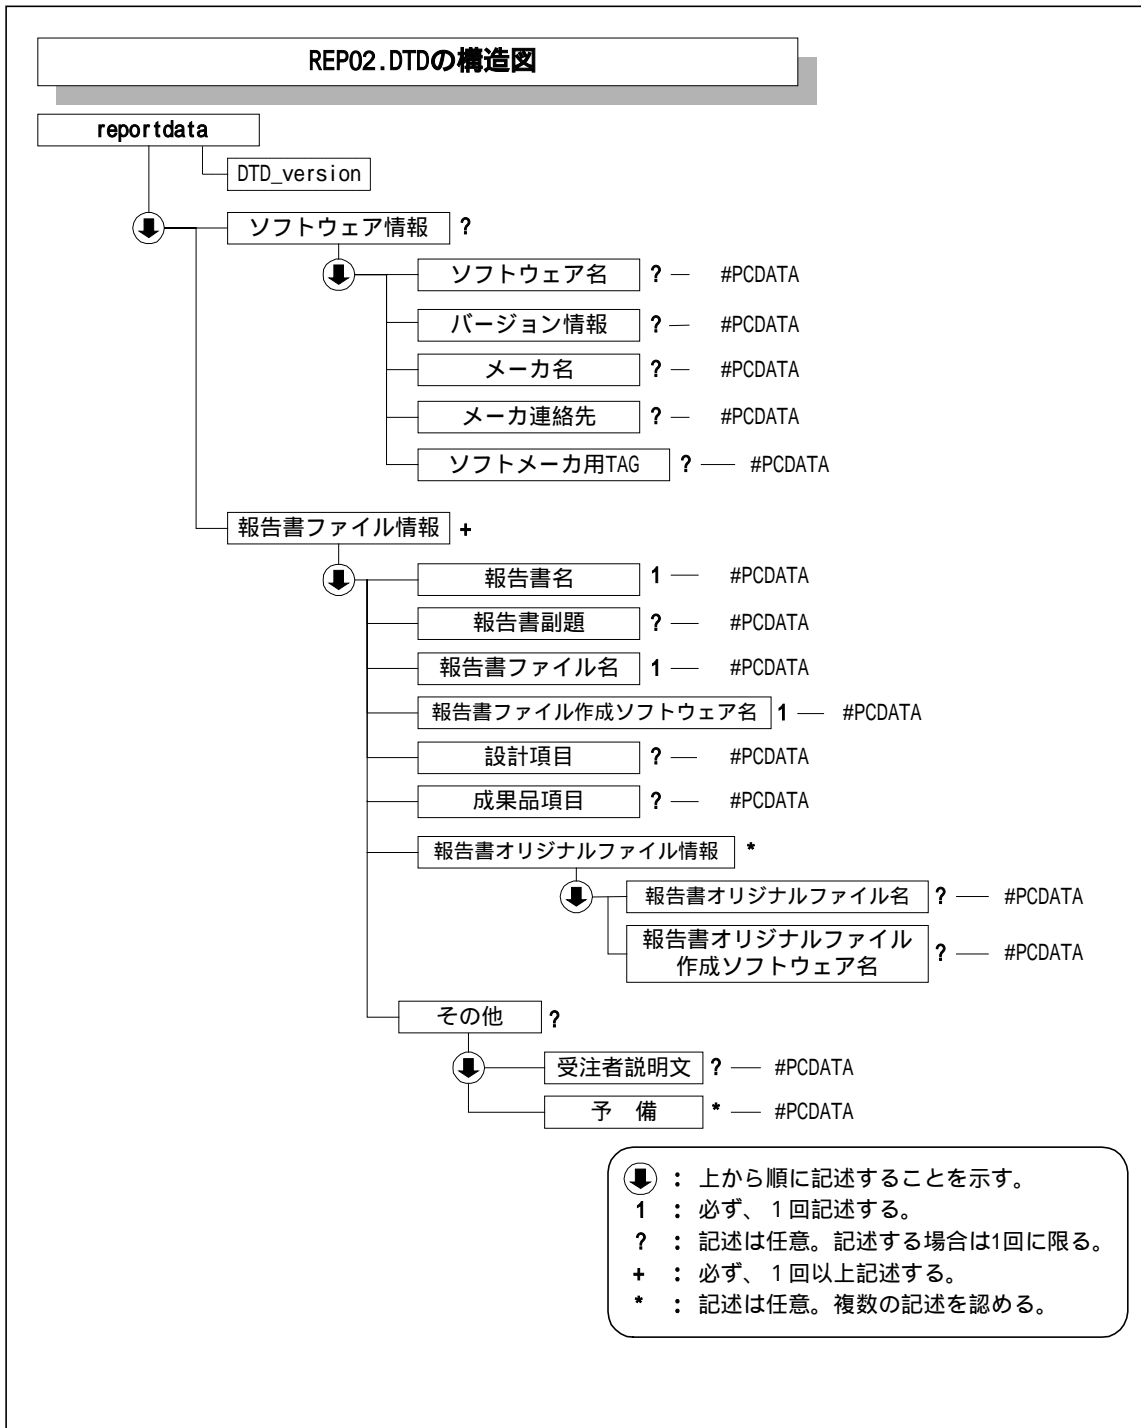 REP02.DTDの構造図
reportdata
DTD_version
ソフトウェア情報 ?
ソフトウェア名 ? #PCDATA
バージョン情報 ? #PCDATA
メーカ名 ? #PCDATA
メーカ連絡先 ? #PCDATA
ソフトメーカ用TAG ? #PCDATA
報告書ファイル情報 +
報告書名 1 #PCDATA
報告書副題 ? #PCDATA
報告書ファイル名 1 #PCDATA
報告書ファイル作成ソフトウェア名 1 #PCDATA
設計項目 ? #PCDATA
成果品項目 ? #PCDATA
報告書オリジナルファイル情報 *
報告書オリジナルファイル名 ? #PCDATA
報告書オリジナルファイル
作成ソフトウェア名 ? #PCDATA
その他 ?
受注者説明文 ? #PCDATA
予　備 * #PCDATA
: 上から順に記述することを示す。
1 : 必ず、１回記述する。
? : 記述は任意。記述する場合は1回に限る。
+ : 必ず、１回以上記述する。
* : 記述は任意。複数の記述を認める。